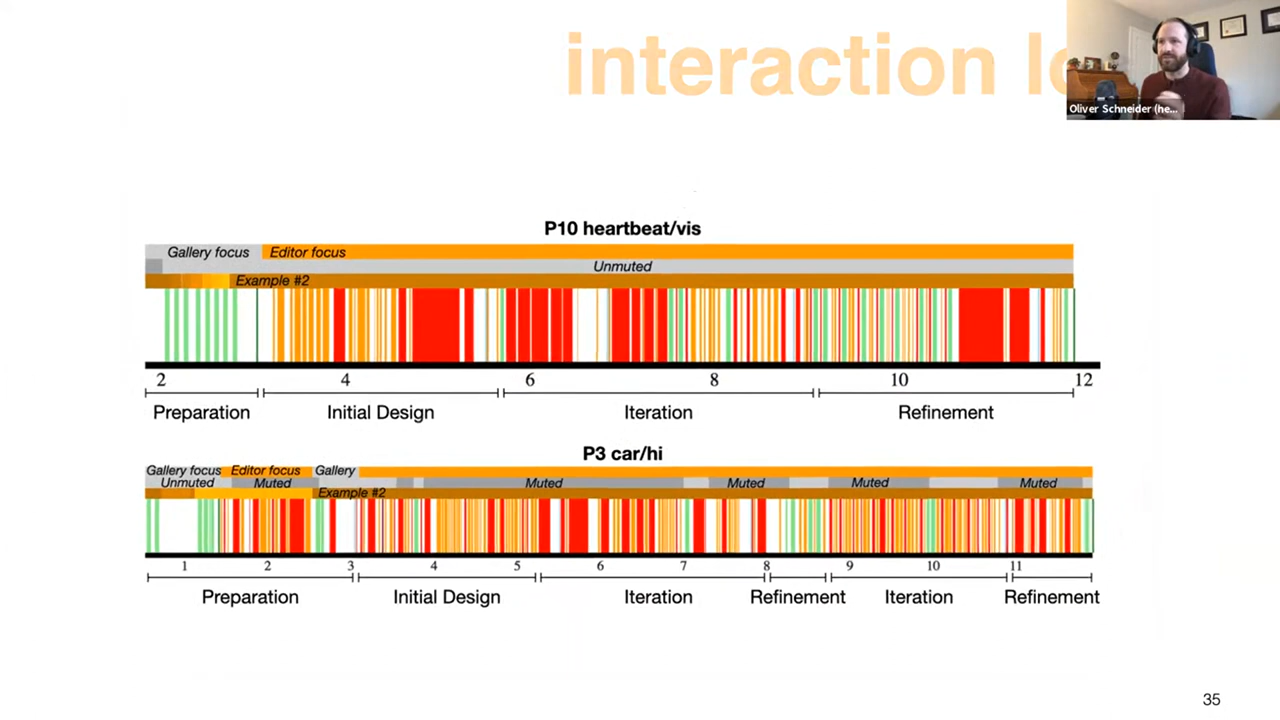 interaction lo
Oliver Schneider (he...
P10 heartbeat/vis
Gallery focus Editor focus
Unmuted
Example #2
2 4 6 8 10 12
Preparation Initial Design Iteration Refinement
P3 car/hi
Gallery focus Editor focus Gallery
Unmuted Muted Muted Muted Muted Muted
Example #2
1 2 3 4 5 6 7 8 9 10 11
Preparation Initial Design Iteration Refinement Iteration Refinement
35